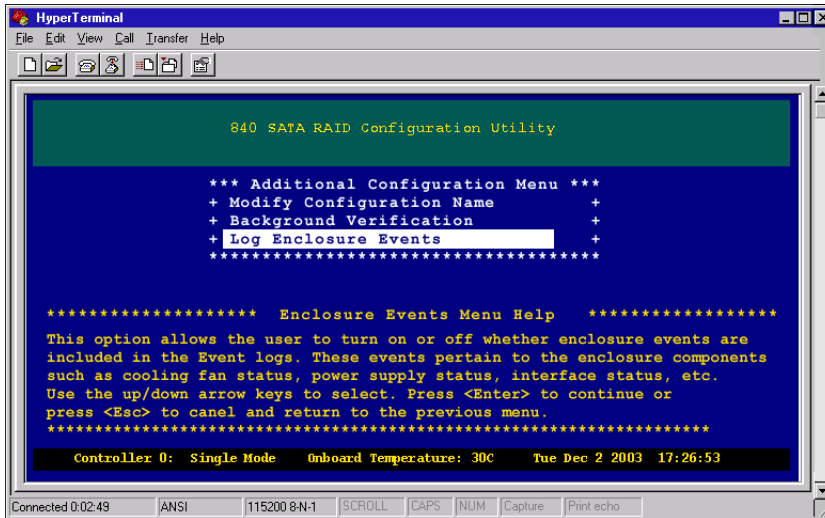 HyperTerminal
File Edit View Call Transfer Help
840 SATA RAID Configuration Utility
*** Additional Configuration Menu ***
+ Modify Configuration Name +
+ Background Verification +
+ Log Enclosure Events +
*************************************
******************** Enclosure Events Menu Help ******************
This option allows the user to turn on or off whether enclosure events are
included in the Event logs. These events pertain to the enclosure components
such as cooling fan status, power supply status, interface status, etc.
Use the up/down arrow keys to select. Press <Enter> to continue or
press <Esc> to canel and return to the previous menu.
***************************************************************
Controller 0: Single Mode Onboard Temperature: 30C Tue Dec 2 2003 17:26:53
Connected 0:02:49 ANSI 115200 8-N-1 SCROLL CAPS NUM Capture Print echo